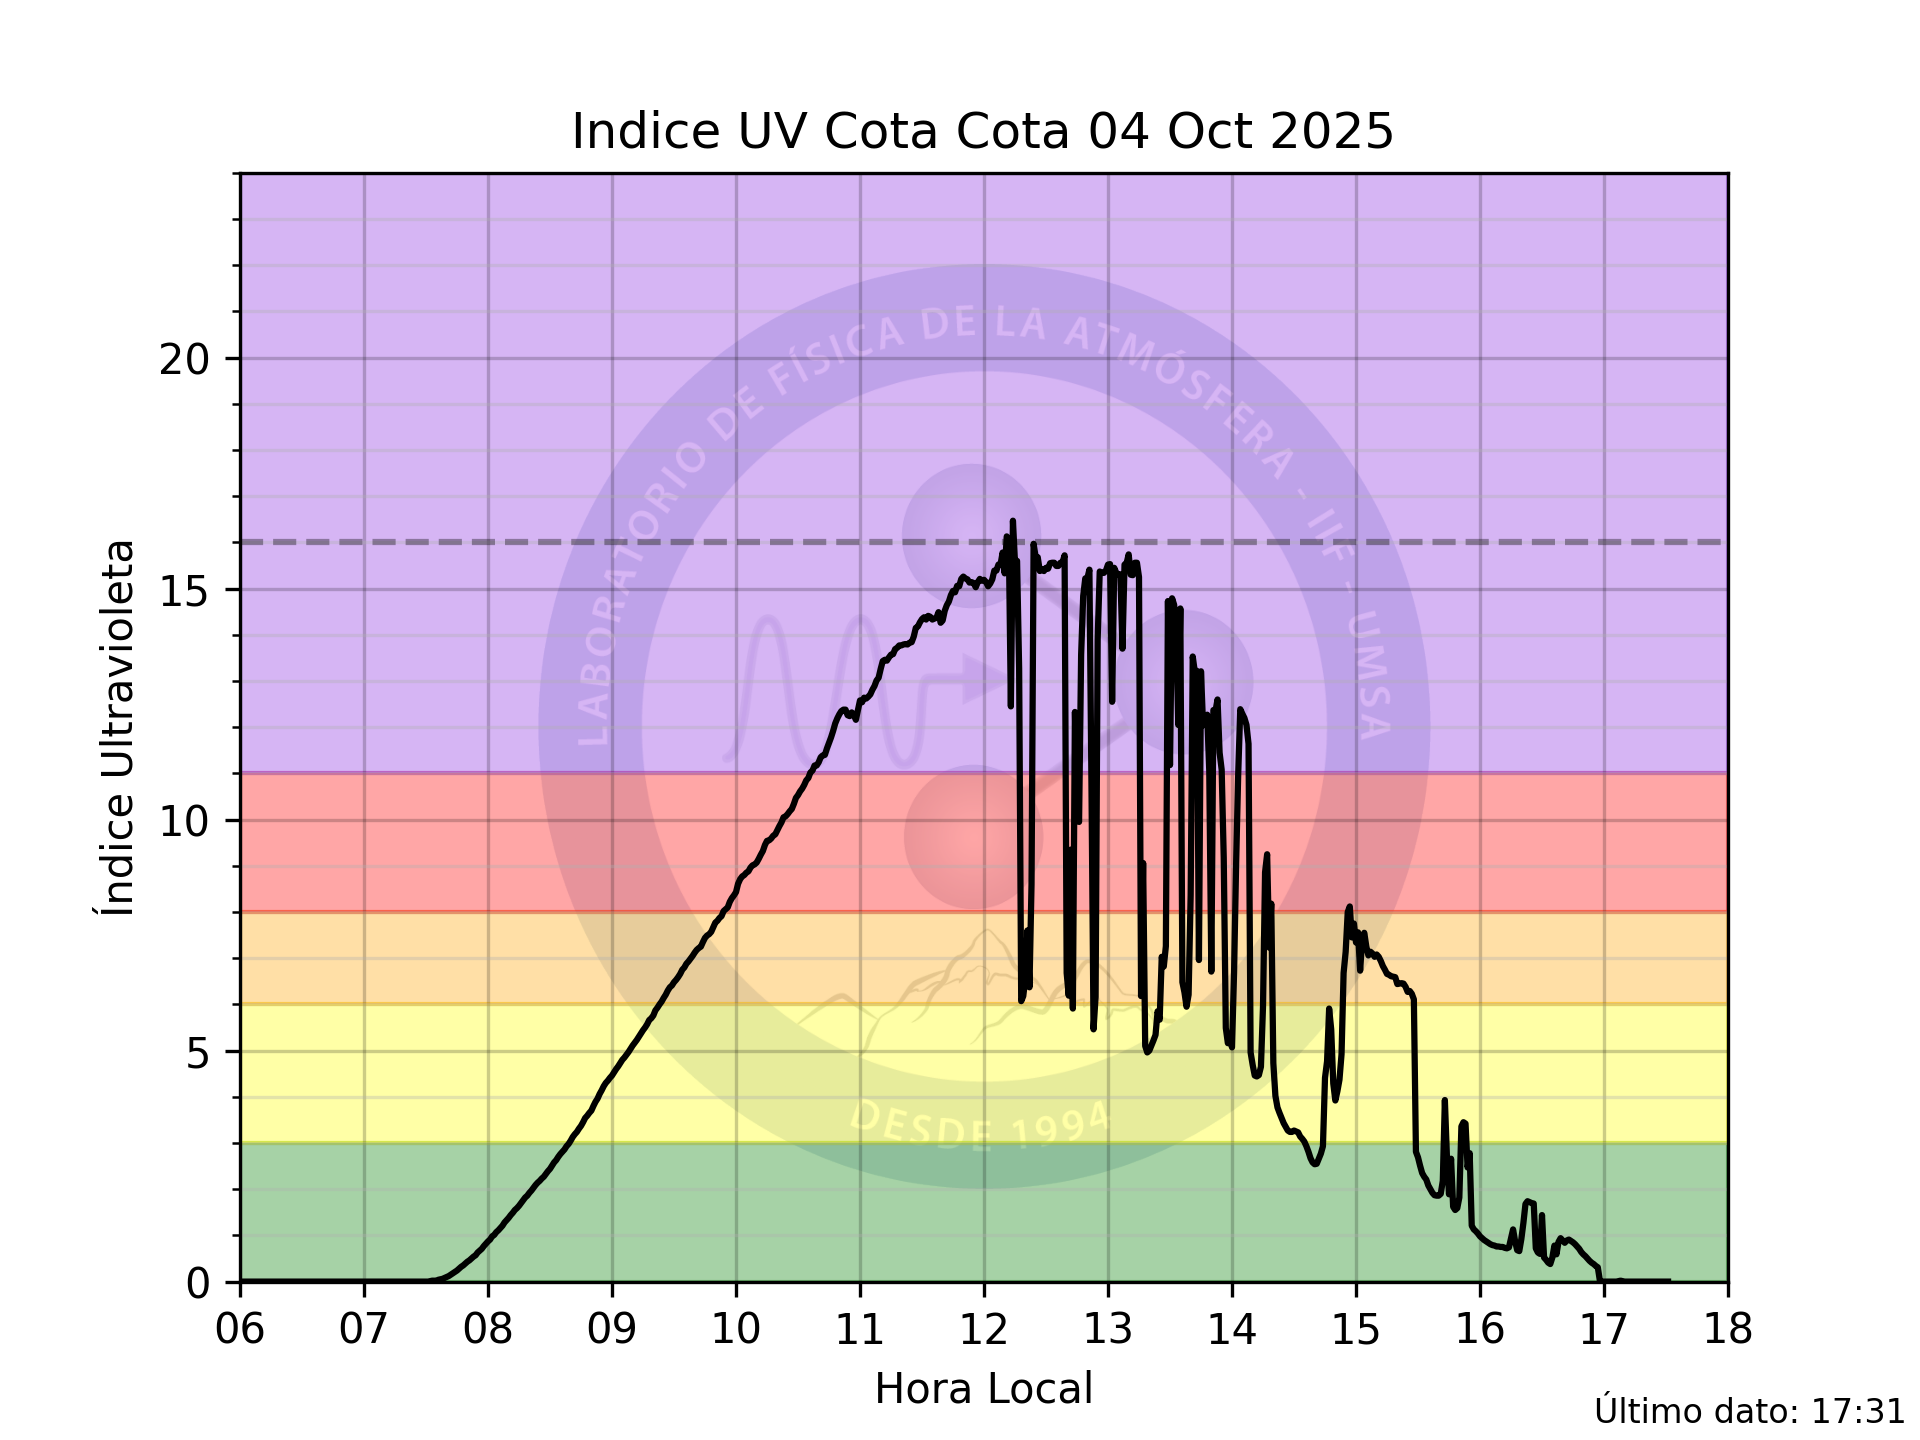 Indice UV Cota Cota 04 Oct 2025
LABORATORIO DE FÍSICA DE LA ATMÓSFERA - IIF - UMSA
DESDE 1994
Índice Ultravioleta
20
15
10
5
0
06 07 08 09 10 11 12 13 14 15 16 17 18
Hora Local
Último dato: 17:31